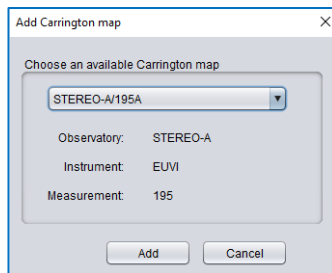 Add Carrington map
Choose an available Carrington map
STEREO-A/195A
Observatory: STEREO-A
Instrument: EUVI
Measurement: 195
Add Cancel